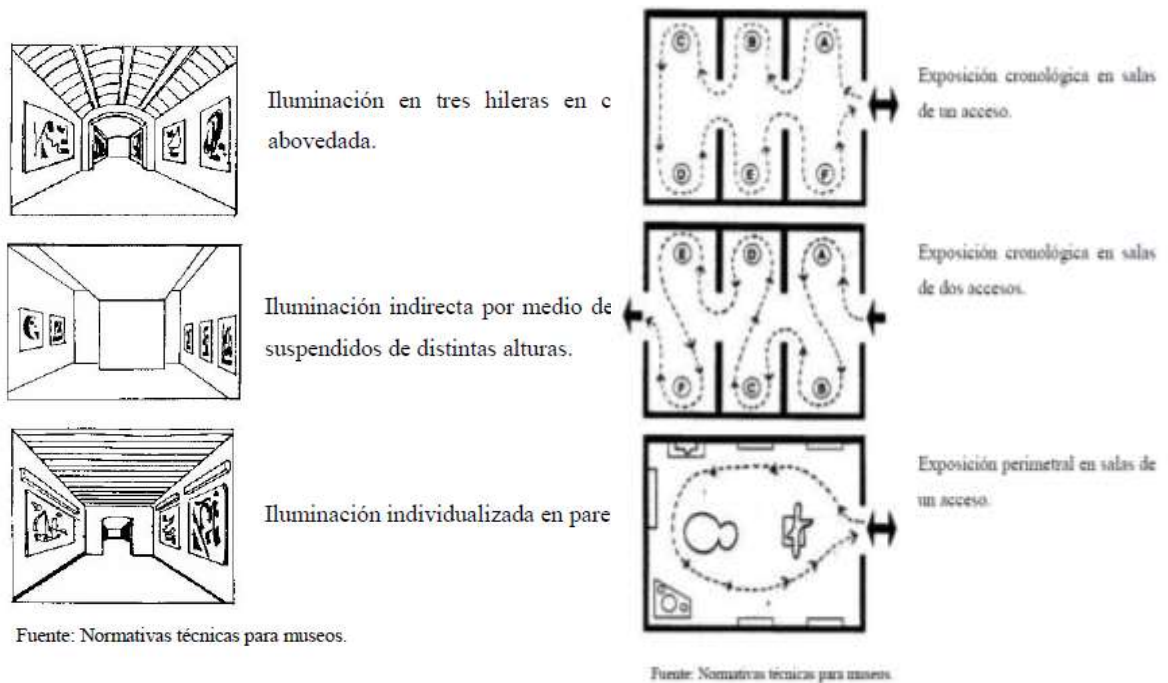 Iluminación en tres hileras en c
abovedada.
Iluminación indirecta por medio de
suspendidos de distintas alturas.
Iluminación individualizada en pare
Fuente: Normativas técnicas para museos.
C B A
D E F
Exposición cronológica en salas
de un acceso.
E D A
F C B
Exposición cronológica en salas
de dos accesos.
Exposición perimetral en salas de
un acceso.
Fuente: Normativas técnicas para museos.